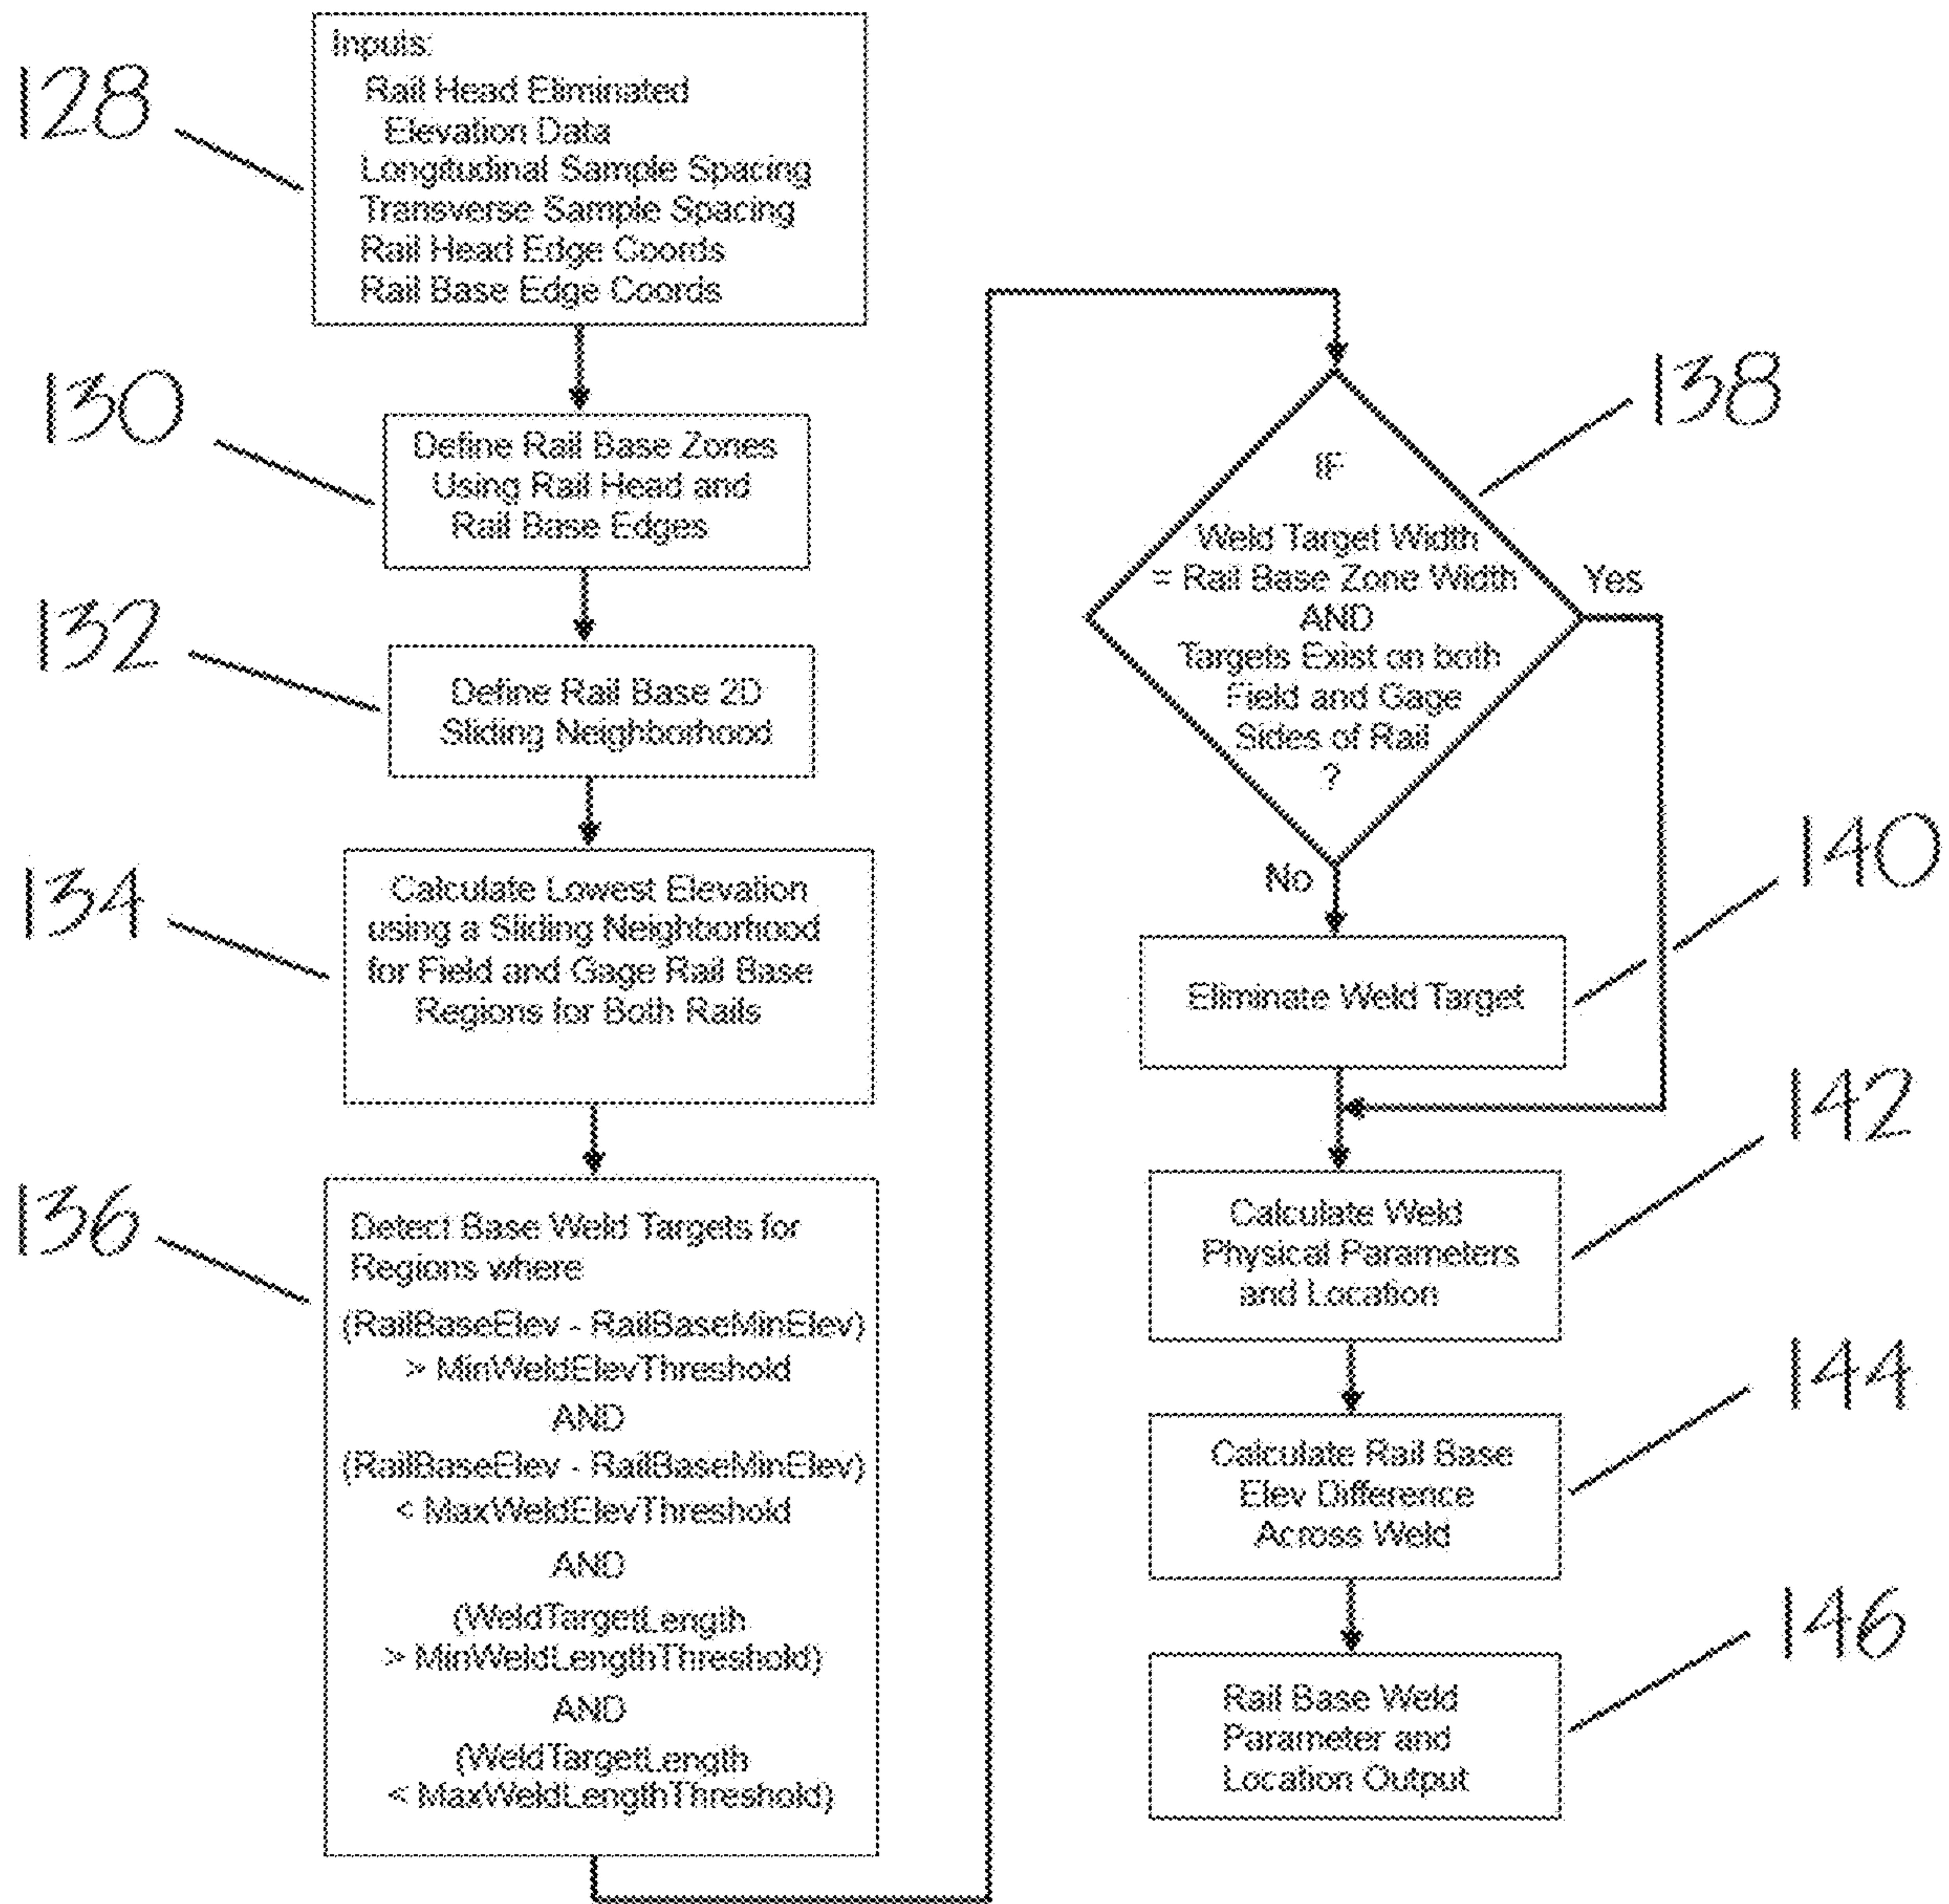 128
Inputs:
Rail Head Eliminated
Elevation Data
Longitudinal Sample Spacing
Transverse Sample Spacing
Rail Head Edge Coords
Rail Base Edge Coords
130
Define Rail Base Zones
Using Rail Head and
Rail Base Edges
132
Define Rail Base 2D
Sliding Neighborhood
134
Calculate Lowest Elevation
using a Sliding Neighborhood
for Field and Gage Rail Base
Regions for Both Rails
136
Detect Base Weld Targets for
Regions where
(RailBaseElev - RailBaseMinElev)
> MinWeldElevThreshold
AND
(RailBaseElev - RailBaseMinElev)
< MaxWeldElevThreshold
AND
(WeldTargetLength
> MinWeldLengthThreshold)
AND
(WeldTargetLength
< MaxWeldLengthThreshold)
138
IF
Weld Target Width
= Rail Base Zone Width
AND
Targets Exist on both
Field and Gage
Sides of Rail
?
Yes
No
140
Eliminate Weld Target
142
Calculate Weld
Physical Parameters
and Location
144
Calculate Rail Base
Elev Difference
Across Weld
146
Rail Base Weld
Parameter and
Location Output